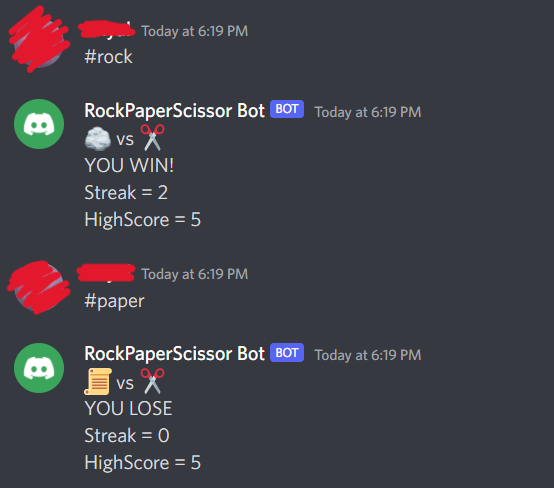 Today at 6:19 PM
#rock
RockPaperScissor Bot BOT Today at 6:19 PM
vs
YOU WIN!
Streak = 2
HighScore = 5
Today at 6:19 PM
#paper
RockPaperScissor Bot BOT Today at 6:19 PM
vs
YOU LOSE
Streak = 0
HighScore = 5